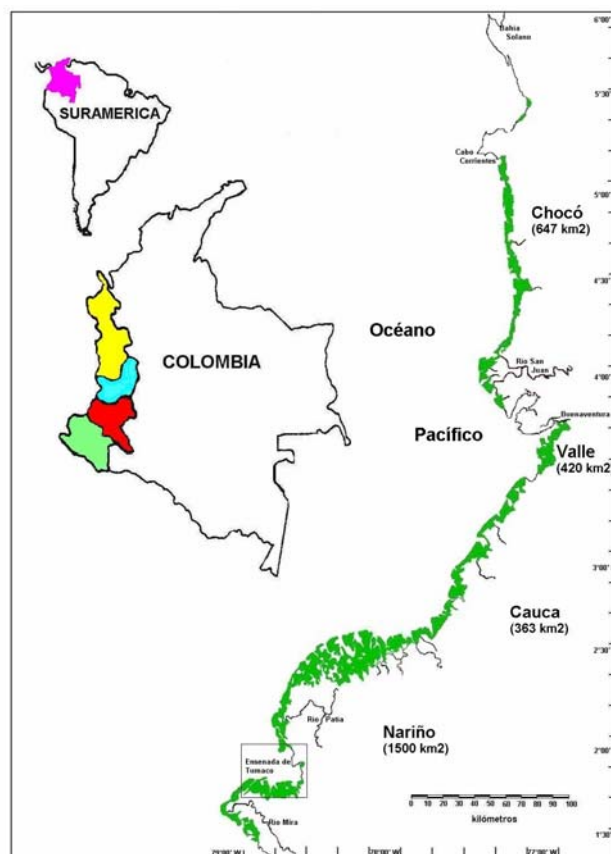 6°00'
Bahía
Solano
SURAMERICA
5°30'
Cabo
Corrientes
5°00'
Chocó
(647 km2)
4°30'
Océano
COLOMBIA
Río San
Juan
4°00'
Buenaventura
Pacífico
Valle
(420 km2
3°00'
Cauca
(363 km2)
2°30'
Río Patía
Nariño
(1500 km2)
2°00'
Ensenada de
Tumaco
0 10 20 30 40 50 60 70 80 90 100
kilómetros
Río Mira
1°30'